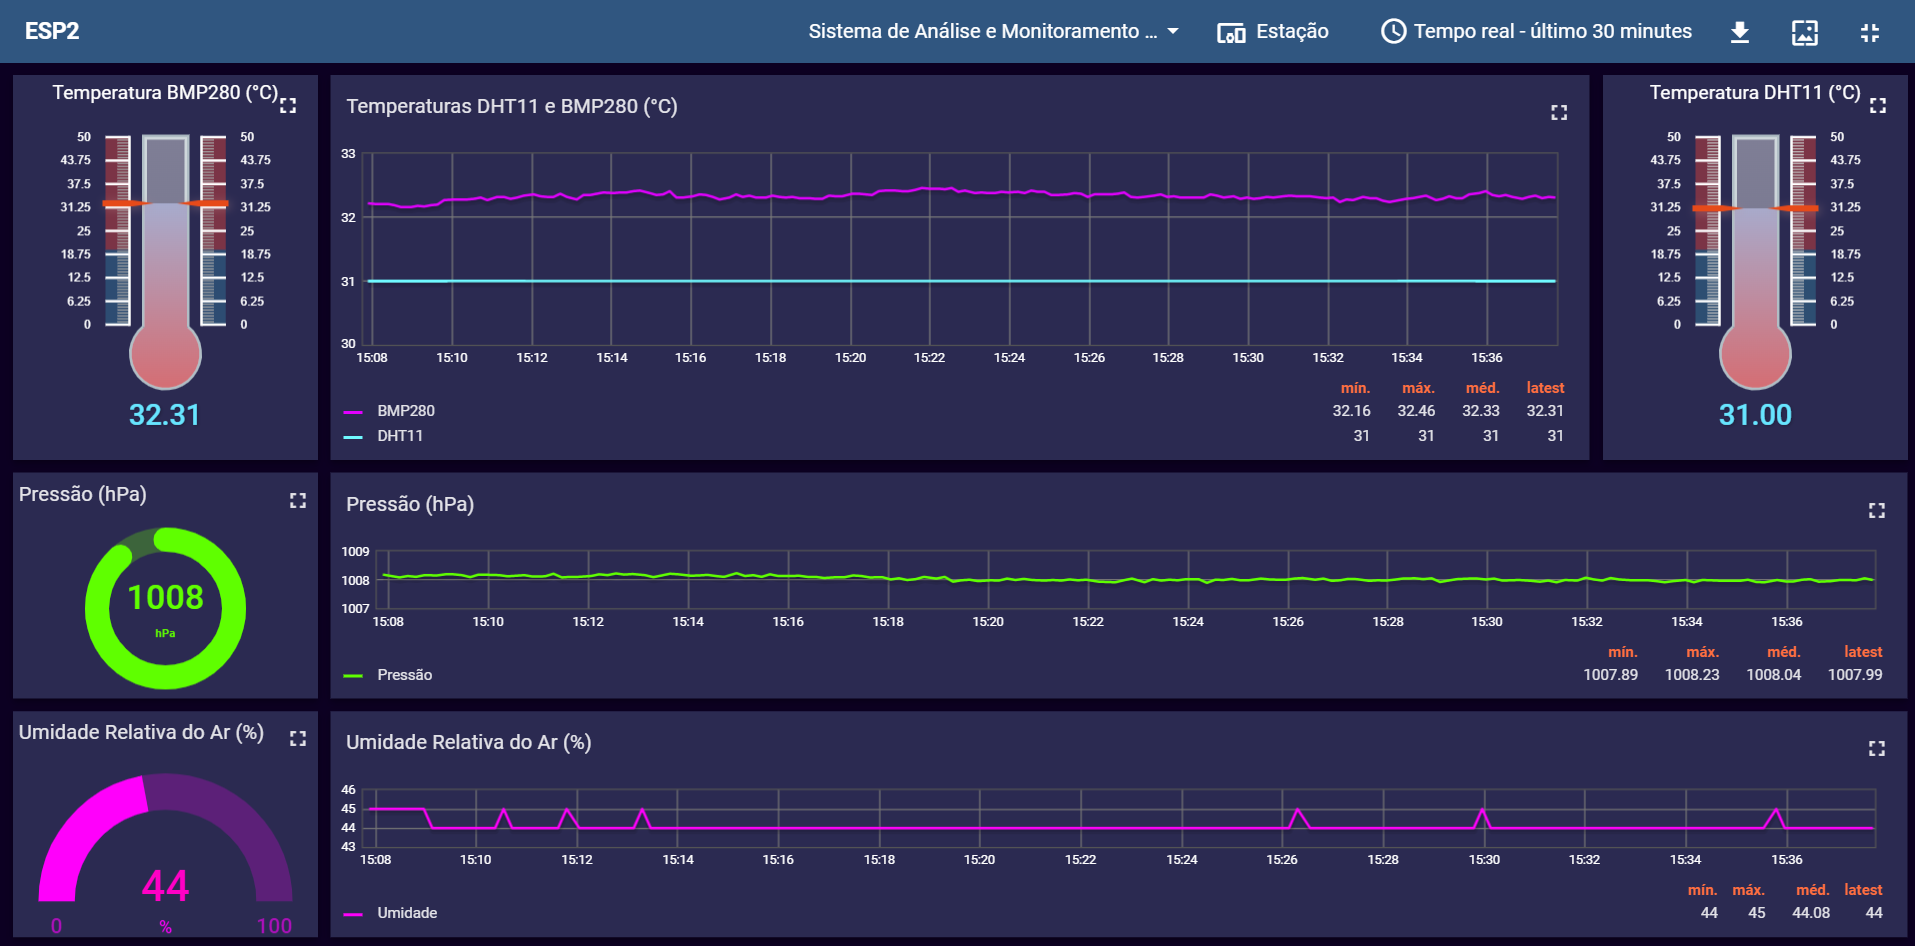 ESP2
Sistema de Análise e Monitoramento ...
Estação
Tempo real - último 30 minutes
Temperatura BMP280 (°C)
50 50
43.75 43.75
37.5 37.5
31.25 31.25
25 25
18.75 18.75
12.5 12.5
6.25 6.25
0 0
32.31
Temperaturas DHT11 e BMP280 (°C)
33
32
31
30
15:08 15:10 15:12 15:14 15:16 15:18 15:20 15:22 15:24 15:26 15:28 15:30 15:32 15:34 15:36
mín. máx. méd. latest
BMP280 32.16 32.46 32.33 32.31
DHT11 31 31 31 31
Temperatura DHT11 (°C)
50 50
43.75 43.75
37.5 37.5
31.25 31.25
25 25
18.75 18.75
12.5 12.5
6.25 6.25
0 0
31.00
Pressão (hPa)
1008
hPa
Pressão (hPa)
1009
1008
1007
15:08 15:10 15:12 15:14 15:16 15:18 15:20 15:22 15:24 15:26 15:28 15:30 15:32 15:34 15:36
mín. máx. méd. latest
Pressão 1007.89 1008.23 1008.04 1007.99
Umidade Relativa do Ar (%)
44
0 % 100
Umidade Relativa do Ar (%)
46
45
44
43
15:08 15:10 15:12 15:14 15:16 15:18 15:20 15:22 15:24 15:26 15:28 15:30 15:32 15:34 15:36
mín. máx. méd. latest
Umidade 44 45 44.08 44